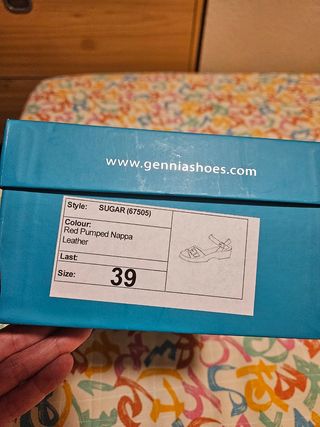 www.genniashoes.com
Style: SUGAR (67505)
Colour:
Red Pumped Nappa
Leather
Last:
Size: 39